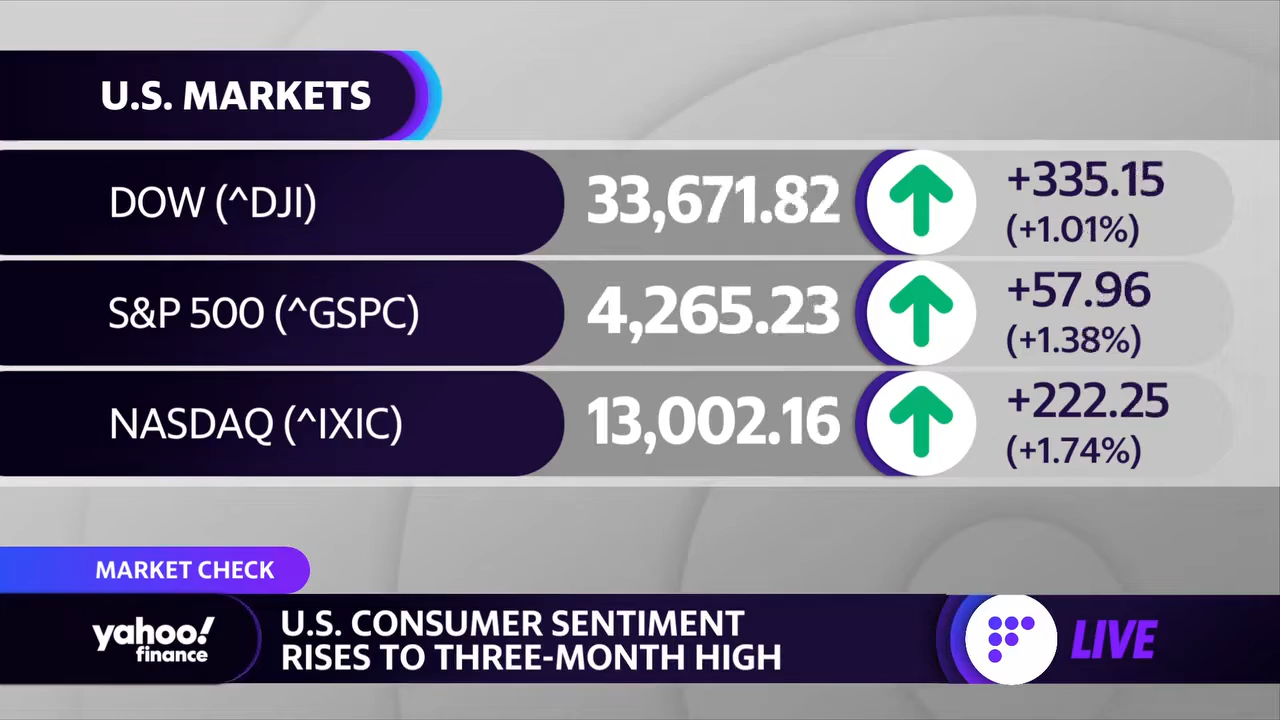 U.S. MARKETS
DOW (^DJI) 33,671.82 +335.15
(+1.01%)
S&P 500 (^GSPC) 4,265.23 +57.96
(+1.38%)
NASDAQ (^IXIC) 13,002.16 +222.25
(+1.74%)
MARKET CHECK
yahoo!
finance
U.S. CONSUMER SENTIMENT
RISES TO THREE-MONTH HIGH
LIVE